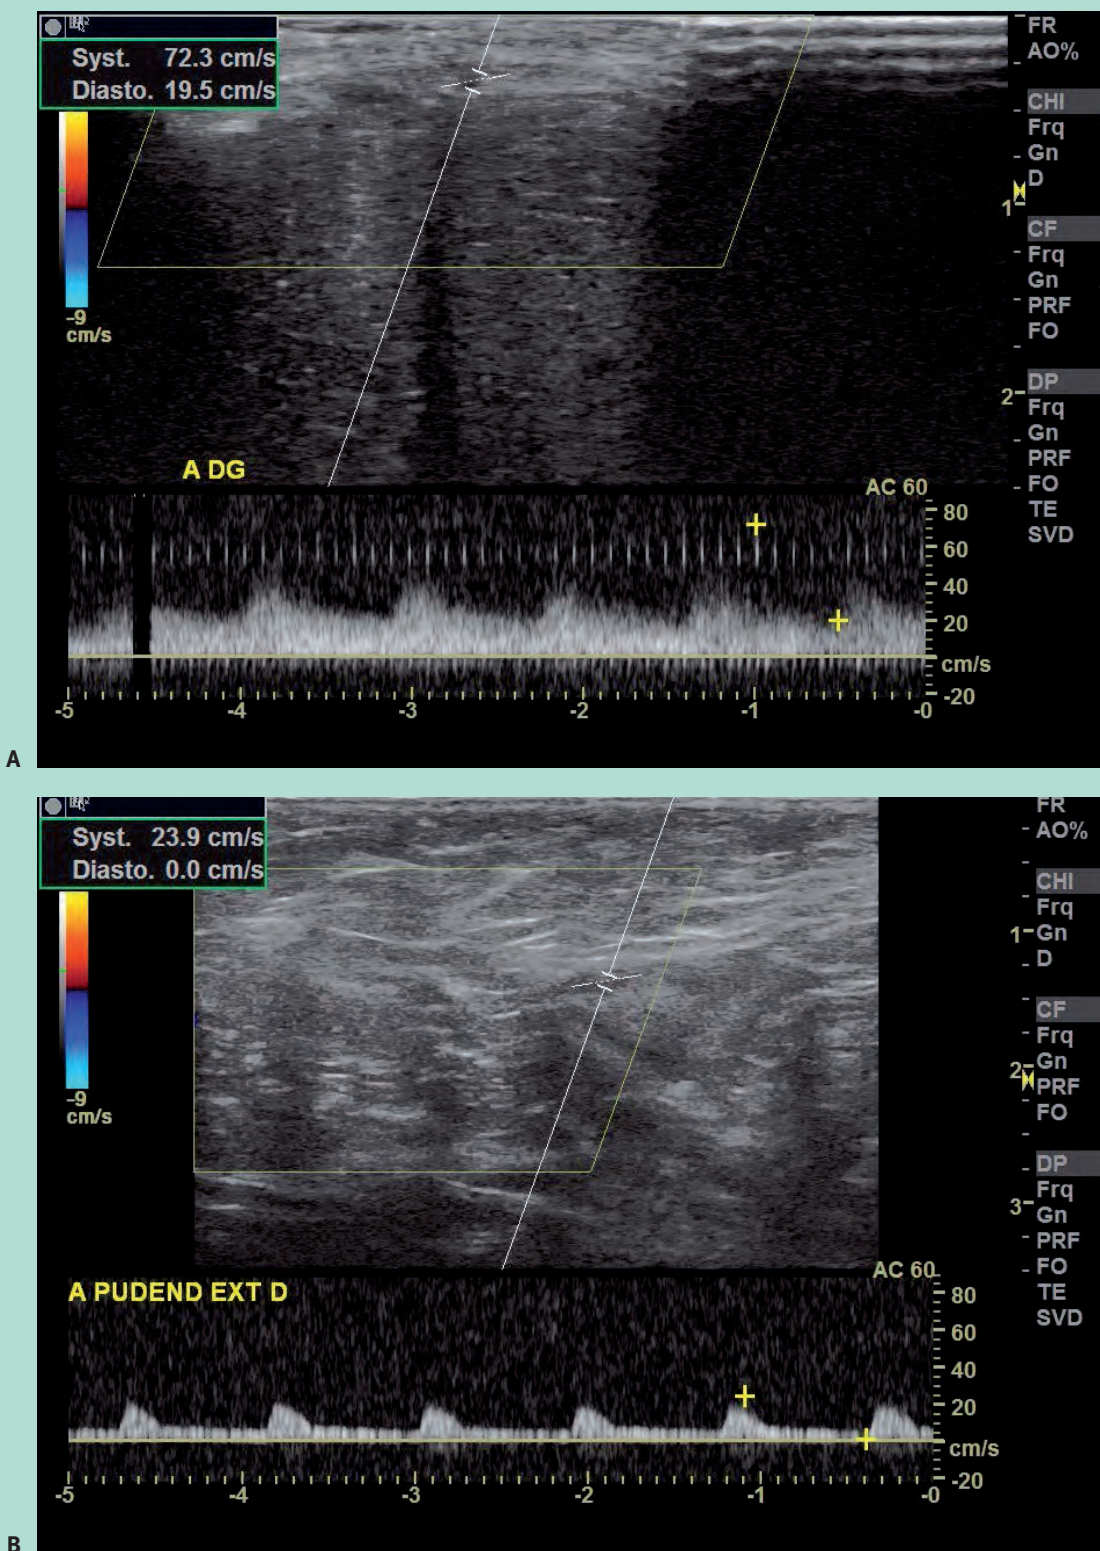 Syst. 72.3 cm/s
Diasto. 19.5 cm/s
-9
cm/s
FR
AO%
CHI
Frq
Gn
D
1
CF
Frq
Gn
PRF
FO
2
DP
Frq
Gn
PRF
FO
TE
SVD
A DG
AC 60
80
60
40
20
cm/s
-20
-5 -4 -3 -2 -1 -0
A
Syst. 23.9 cm/s
Diasto. 0.0 cm/s
-9
cm/s
FR
AO%
CHI
Frq
1
Gn
D
CF
Frq
Gn
2
PRF
FO
DP
Frq
3
Gn
PRF
FO
TE
SVD
AC 60
A PUDEND EXT D
80
60
40
20
cm/s
-20
-5 -4 -3 -2 -1 -0
B